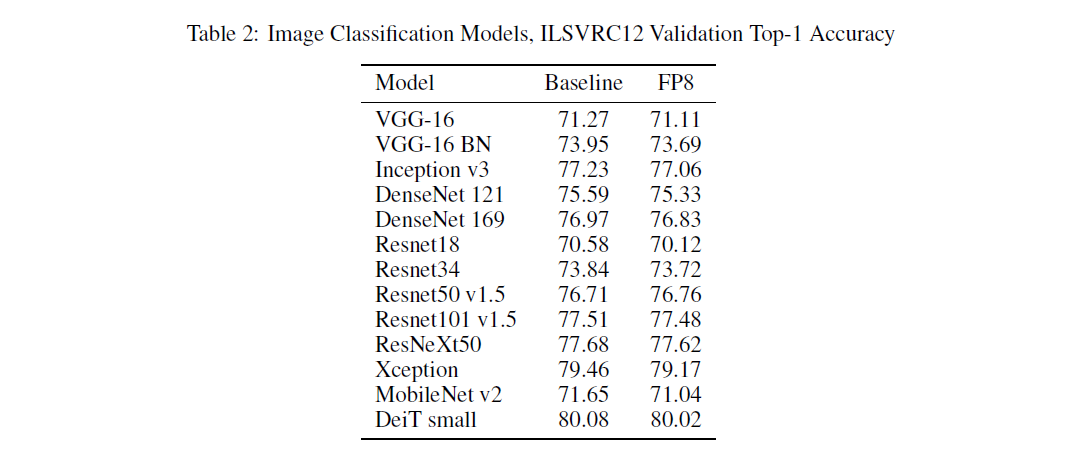 Table 2: Image Classification Models, ILSVRC12 Validation Top-1 Accuracy
Model Baseline FP8
VGG-16 71.27 71.11
VGG-16 BN 73.95 73.69
Inception v3 77.23 77.06
DenseNet 121 75.59 75.33
DenseNet 169 76.97 76.83
Resnet18 70.58 70.12
Resnet34 73.84 73.72
Resnet50 v1.5 76.71 76.76
Resnet101 v1.5 77.51 77.48
ResNeXt50 77.68 77.62
Xception 79.46 79.17
MobileNet v2 71.65 71.04
DeiT small 80.08 80.02